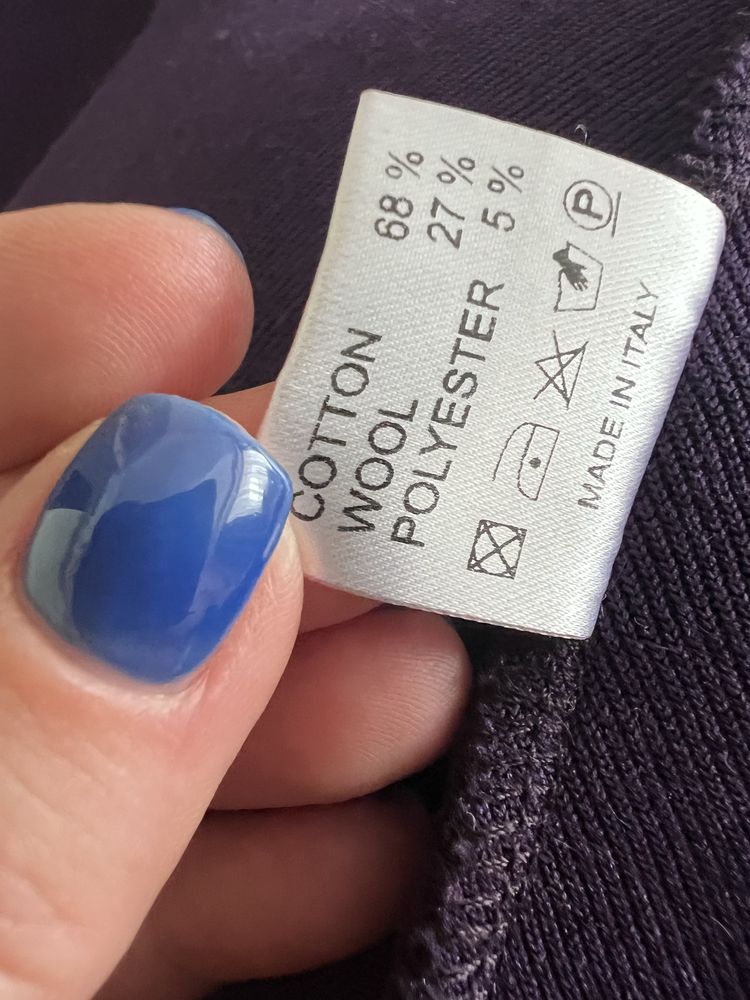 COTTON 68 %
WOOL 27 %
POLYESTER 5 %
P
MADE IN ITALY